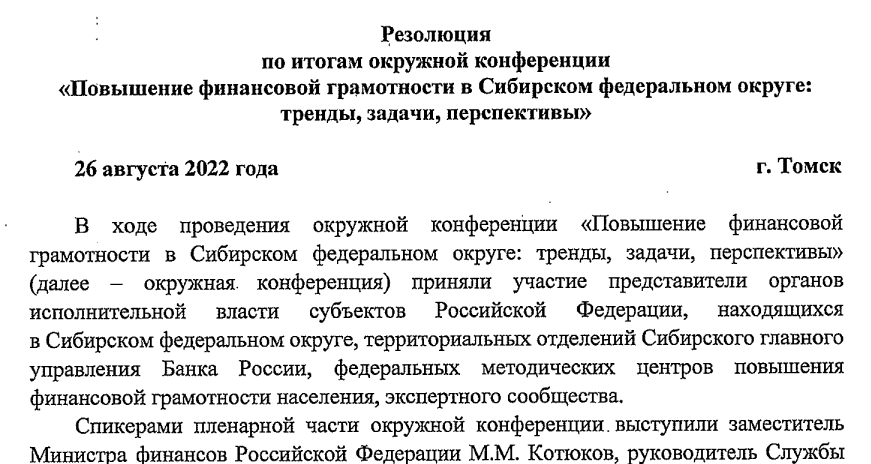 Резолюция
по итогам окружной конференции
«Повышение финансовой грамотности в Сибирском федеральном округе:
тренды, задачи, перспективы»
26 августа 2022 года г. Томск
В ходе проведения окружной конференции «Повышение финансовой
грамотности в Сибирском федеральном округе: тренды, задачи, перспективы»
(далее – окружная конференция) приняли участие представители органов
исполнительной власти субъектов Российской Федерации, находящихся
в Сибирском федеральном округе, территориальных отделений Сибирского главного
управления Банка России, федеральных методических центров повышения
финансовой грамотности населения, экспертного сообщества.
Спикерами пленарной части окружной конференции выступили заместитель
Министра финансов Российской Федерации М.М. Котюков, руководитель Службы